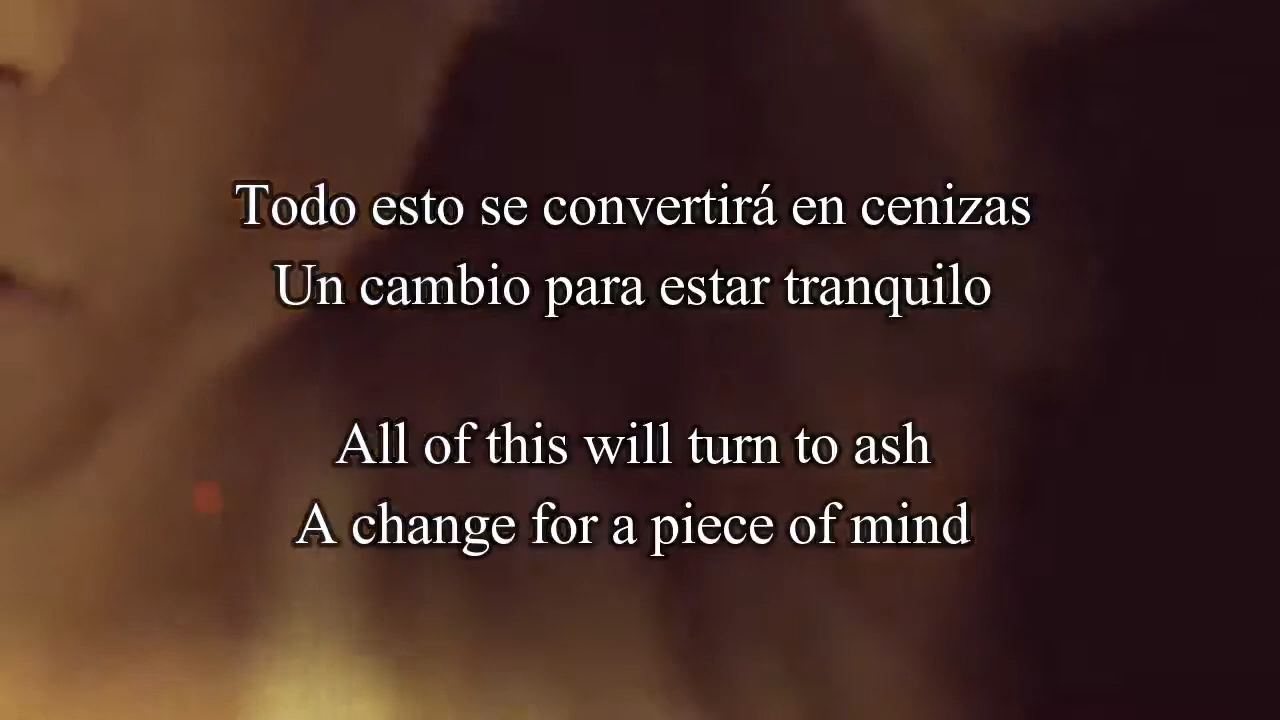 Todo esto se convertirá en cenizas
Un cambio para estar tranquilo
All of this will turn to ash
A change for a piece of mind